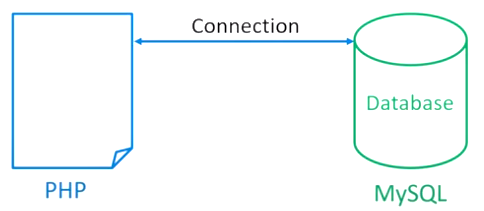 Connection
Database
PHP
MySQL